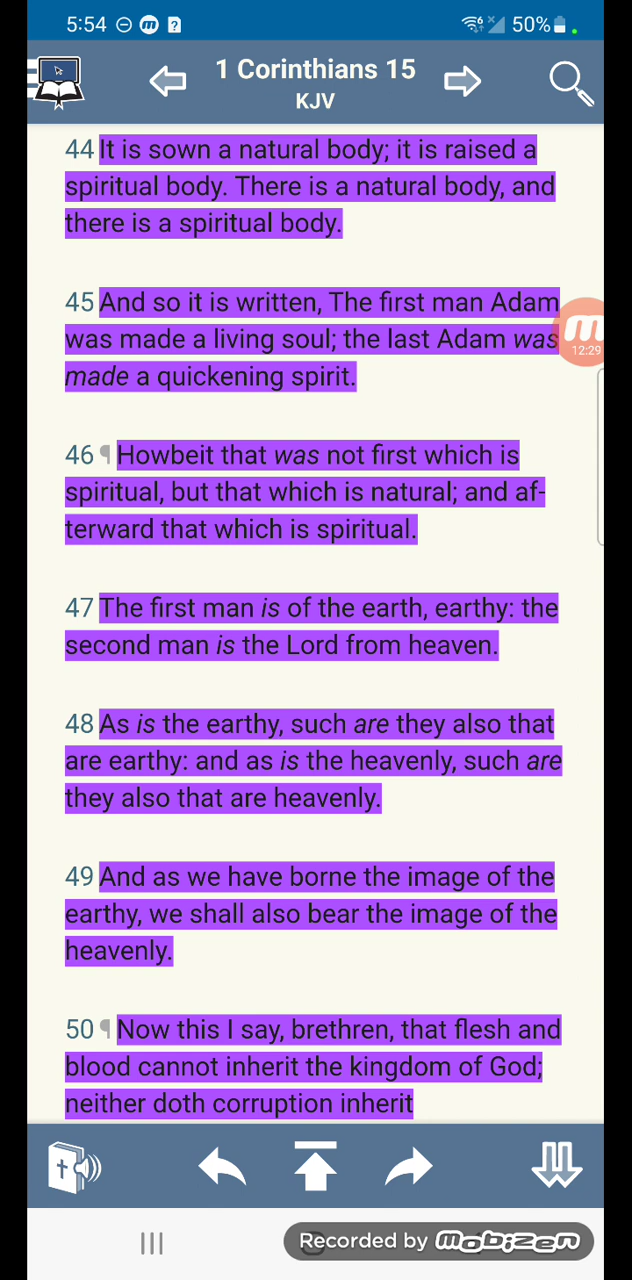 5:54 m ? 6 50%
1 Corinthians 15
KJV
44 It is sown a natural body; it is raised a
spiritual body. There is a natural body, and
there is a spiritual body.
45 And so it is written, The first man Adam
was made a living soul; the last Adam was
made a quickening spirit.
m
12:29
46 ¶ Howbeit that was not first which is
spiritual, but that which is natural; and af-
terward that which is spiritual.
47 The first man is of the earth, earthy: the
second man is the Lord from heaven.
48 As is the earthy, such are they also that
are earthy: and as is the heavenly, such are
they also that are heavenly.
49 And as we have borne the image of the
earthy, we shall also bear the image of the
heavenly.
50 ¶ Now this I say, brethren, that flesh and
blood cannot inherit the kingdom of God;
neither doth corruption inherit
Recorded by mobizen